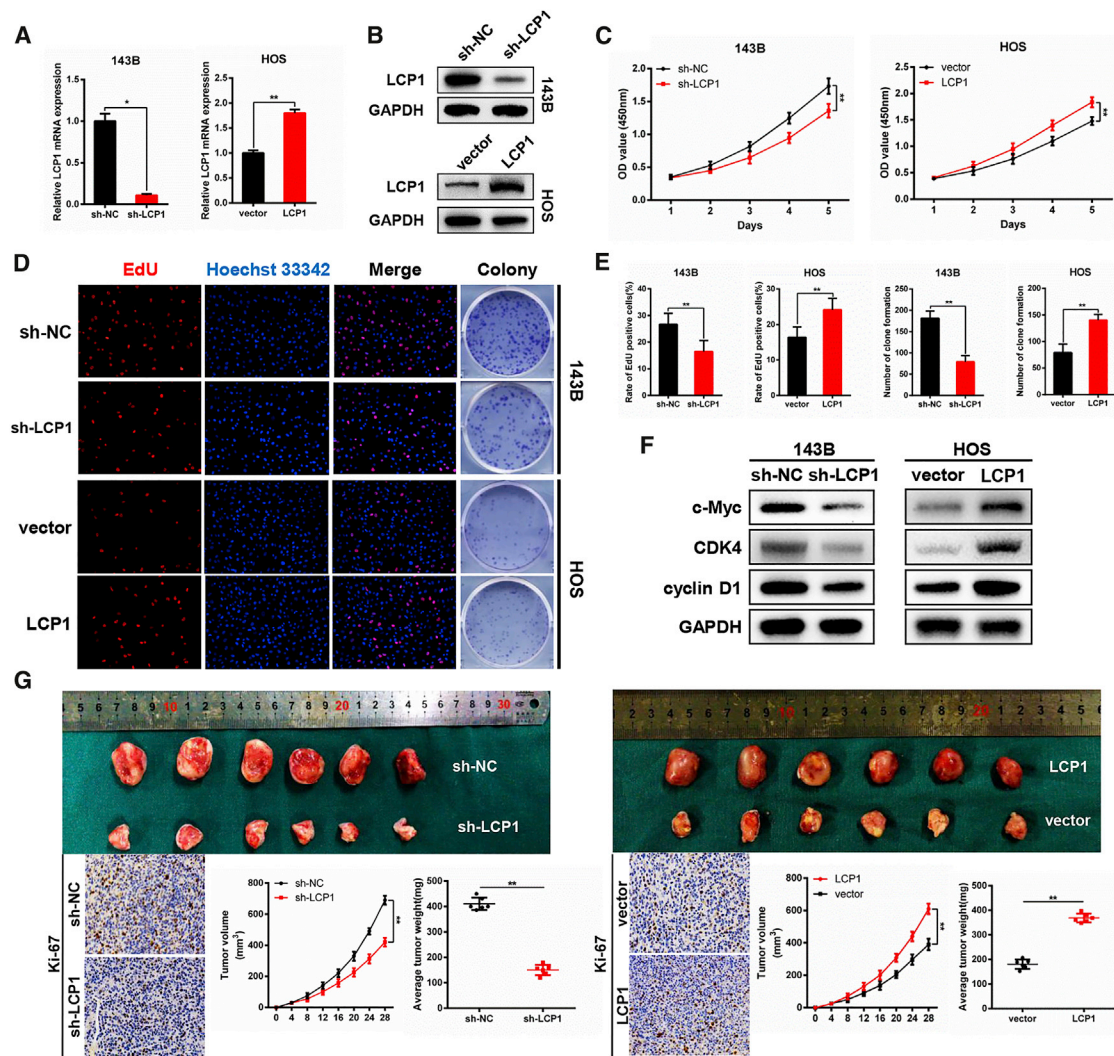 A
143B
Relative LCP1 mRNA expression
1.5
1.0
0.5
0.0
*
sh-NC
sh-LCP1
HOS
Relative LCP1 mRNA expression
2.5
2.0
1.5
1.0
0.5
0.0
**
vector
LCP1
B
sh-NC
sh-LCP1
LCP1
GAPDH
143B
vector
LCP1
LCP1
GAPDH
HOS
C
143B
sh-NC
sh-LCP1
OD value (450nm)
2.0
1.5
1.0
0.5
0.0
**
1 2 3 4 5
Days
HOS
vector
LCP1
OD value (450nm)
2.5
2.0
1.5
1.0
0.5
0.0
**
1 2 3 4 5
Days
D
EdU Hoechst 33342 Merge Colony
sh-NC
sh-LCP1
143B
vector
LCP1
HOS
E
143B
Rate of EdU positive cells(%)
50
40
30
20
10
0
**
sh-NC
sh-LCP1
HOS
Rate of EdU positive cells(%)
30
20
10
0
**
vector
LCP1
143B
Number of clone formation
250
200
150
100
50
0
**
sh-NC
sh-LCP1
HOS
Number of clone formation
200
150
100
50
0
**
vector
LCP1
F
143B HOS
sh-NC sh-LCP1 vector LCP1
c-Myc
CDK4
cyclin D1
GAPDH
G
4 5 6 7 8 9 10 1 2 3 4 5 6 7 8 9 20 1 2 3 4 5 6 7 8 9 30
sh-NC
sh-LCP1
2 3 4 5 6 7 8 9 10 1 2 3 4 5 6 7 8 9 20 1 2 3 4 5 6
LCP1
vector
Ki-67
sh-NC
sh-LCP1
sh-NC
sh-LCP1
Tumor volume
(mm3)
800
600
400
200
0
**
0 4 8 12 16 20 24 28
Average tumor weight(mg)
500
400
300
200
100
0
**
sh-NC
sh-LCP1
Ki-67
vector
LCP1
LCP1
vector
Tumor volume
(mm3)
800
600
400
200
0
**
0 4 8 12 16 20 24 28
Average tumor weight(mg)
500
400
300
200
100
0
**
vector
LCP1